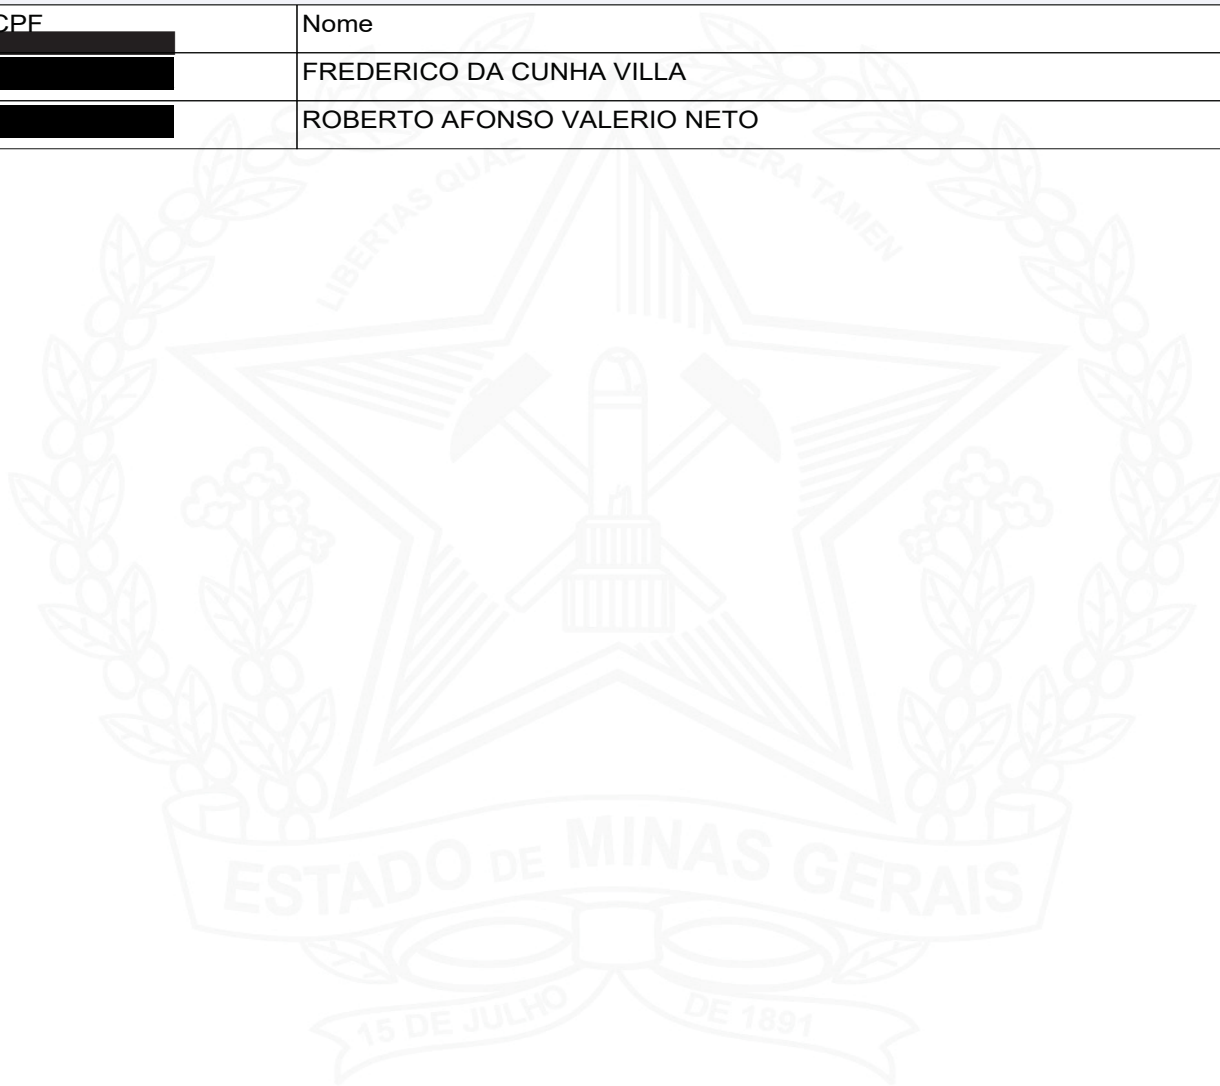 CPF Nome
FREDERICO DA CUNHA VILLA
ROBERTO AFONSO VALERIO NETO
LIBERTAS QUAE SERA TAMEN
ESTADO DE MINAS GERAIS
15 DE JULHO DE 1891